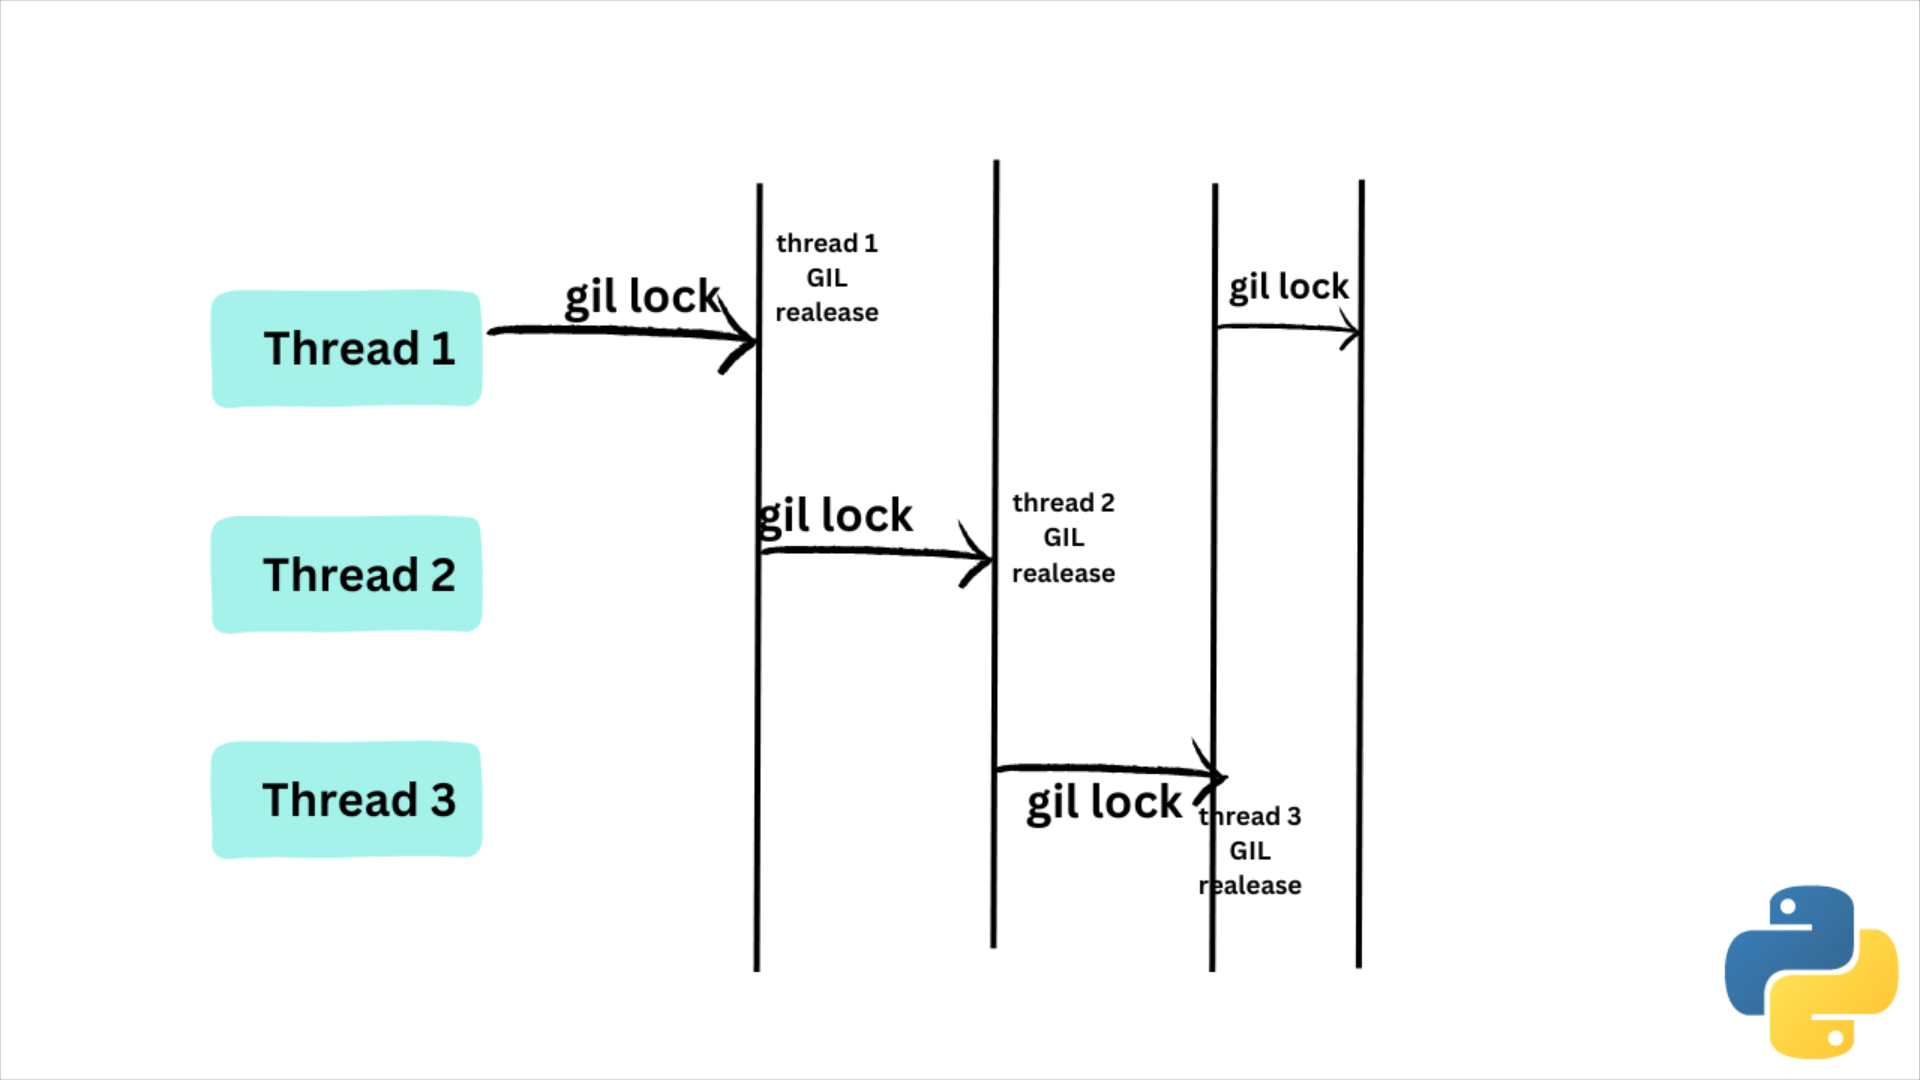 Thread 1
gil lock
thread 1
GIL
realease
gil lock
Thread 2
gil lock
thread 2
GIL
realease
Thread 3
gil lock
thread 3
GIL
realease